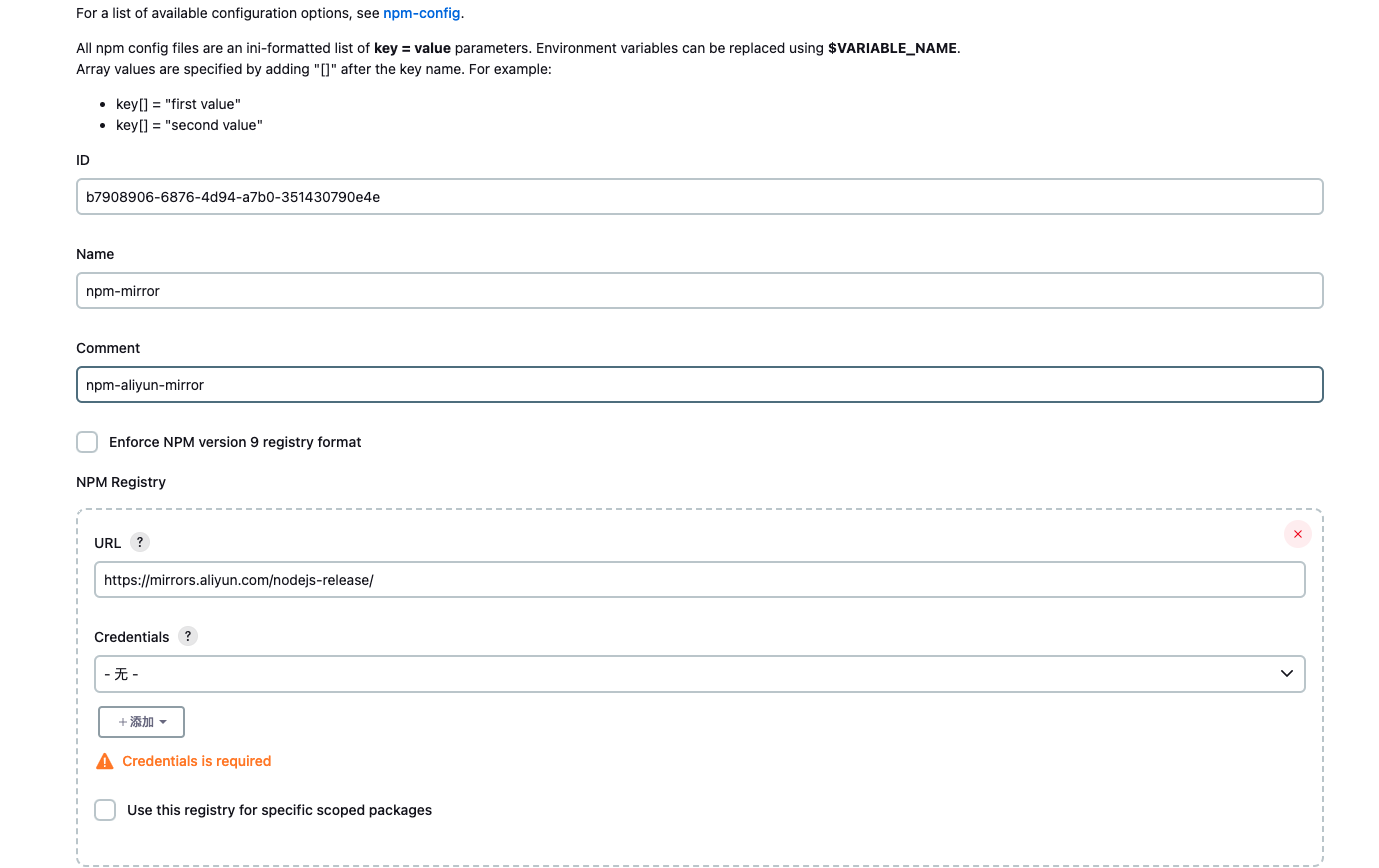 For a list of available configuration options, see npm-config.
All npm config files are an ini-formatted list of key = value parameters. Environment variables can be replaced using $VARIABLE_NAME.
Array values are specified by adding "[]" after the key name. For example:
• key[] = "first value"
• key[] = "second value"
ID
b7908906-6876-4d94-a7b0-351430790e4e
Name
npm-mirror
Comment
npm-aliyun-mirror
Enforce NPM version 9 registry format
NPM Registry
URL ?
https://mirrors.aliyun.com/nodejs-release/
Credentials ?
- 无 -
+添加
Credentials is required
Use this registry for specific scoped packages